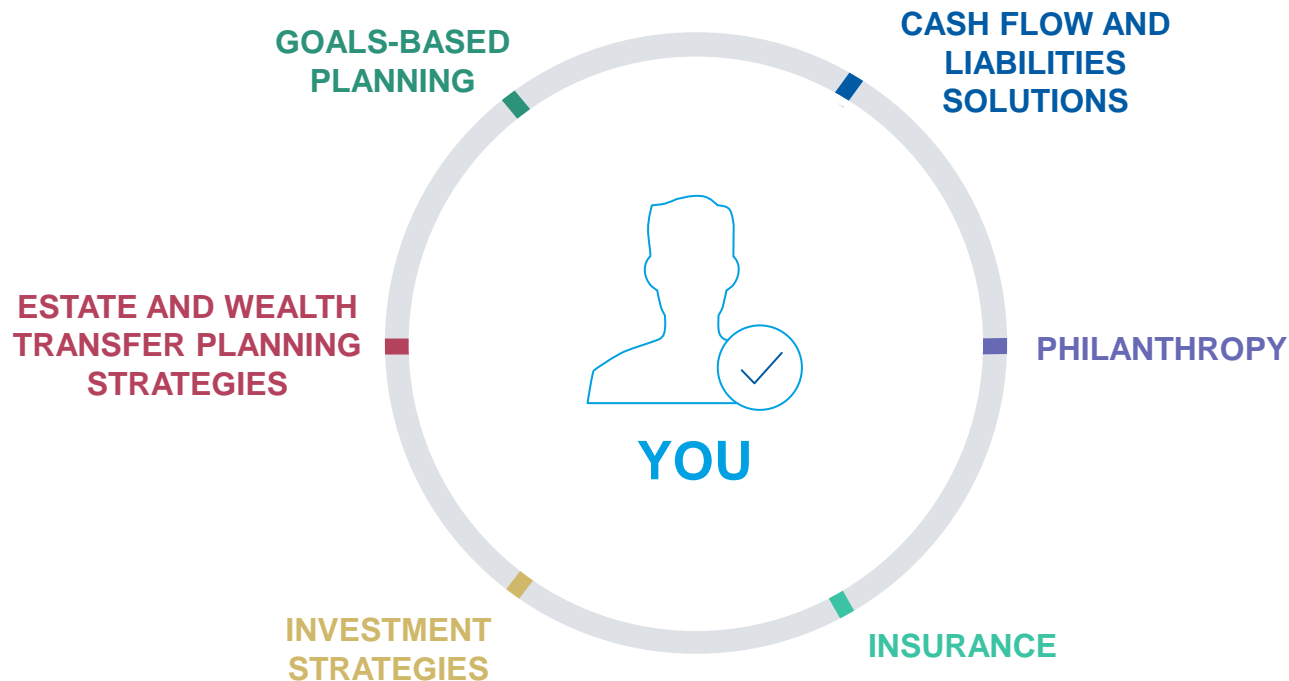 GOALS-BASED
PLANNING
CASH FLOW AND
LIABILITIES
SOLUTIONS
ESTATE AND WEALTH
TRANSFER PLANNING
STRATEGIES
PHILANTHROPY
YOU
INVESTMENT
STRATEGIES
INSURANCE